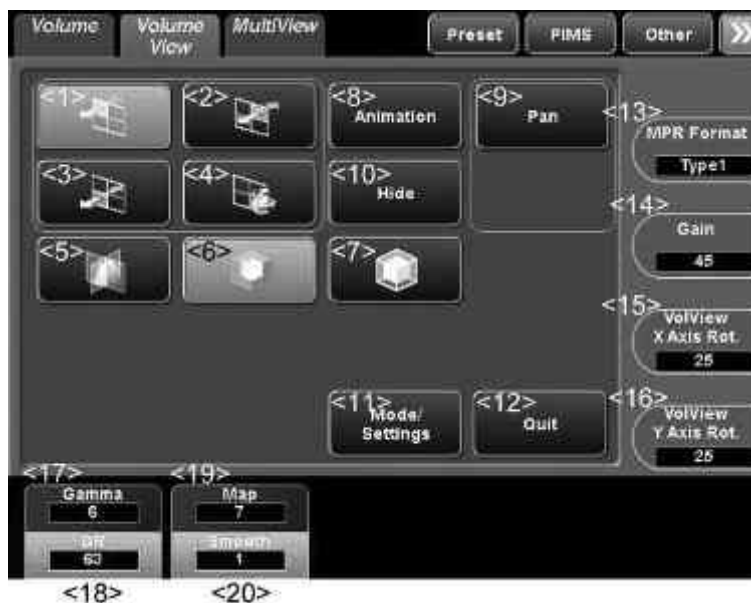 Volume
Volume View
MultiView
Preset
PIMS
Other
>>
<1>
<2>
<8>
Animation
<9>
Pan
<13>
MPR Format
Type1
<3>
<4>
<10>
Hide
<14>
Gain
45
<5>
<6>
<7>
<15>
VolView
X Axis Rot.
25
<11>
Mode/
Settings
<12>
Quit
<16>
VolView
Y Axis Rot.
25
<17>
Gamma
6
<19>
Map
7
DR
63
Smooth
1
<18>
<20>